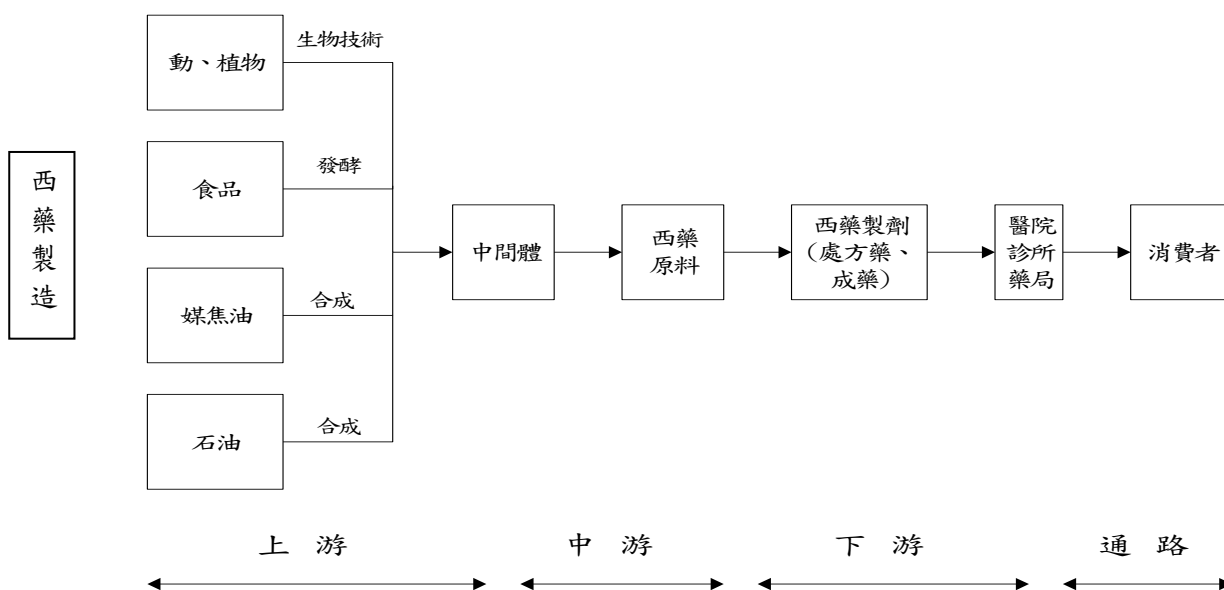 西藥製造
動、植物
生物技術
食品
發酵
媒焦油
合成
石油
合成
中間體
西藥
原料
西藥製劑
（處方藥、
成藥）
醫院
診所
藥局
消費者
上 游
中 游
下 游
通 路